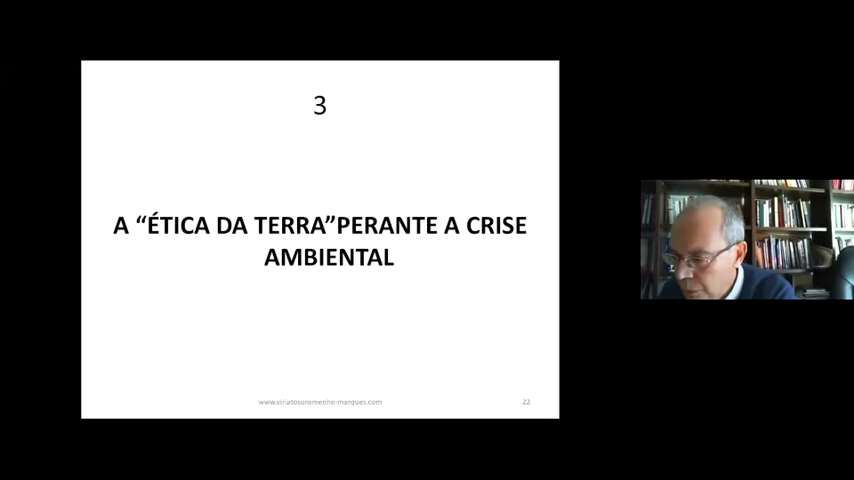 3
A “ÉTICA DA TERRA”PERANTE A CRISE
AMBIENTAL
www.viriatosoromenho-marques.com
22